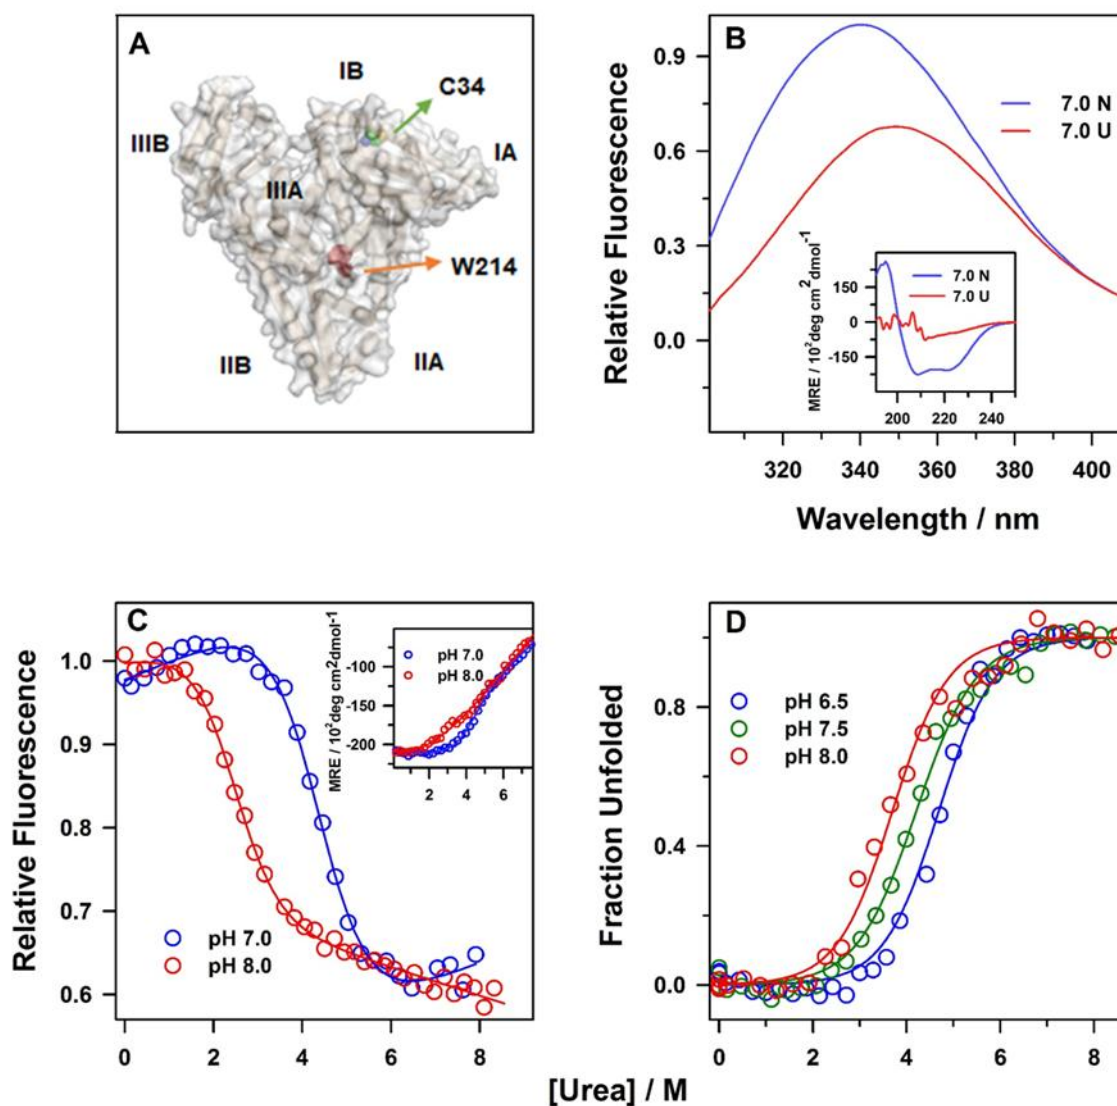 A
IB
C34
IIIB
IA
IIIA
W214
IIB
IIA
B
Relative Fluorescence
0.9
0.6
0.3
0.0
7.0 N
7.0 U
MRE / 10²deg cm²dmol⁻¹
150
0
-150
7.0 N
7.0 U
200 220 240
320 340 360 380 400
Wavelength / nm
C
Relative Fluorescence
1.0
0.9
0.8
0.7
0.6
MRE / 10²deg cm²dmol⁻¹
-100
-150
-200
pH 7.0
pH 8.0
2 4 6
pH 7.0
pH 8.0
0 2 4 6 8
D
Fraction Unfolded
0.8
0.4
0.0
pH 6.5
pH 7.5
pH 8.0
0 2 4 6 8
[Urea] / M